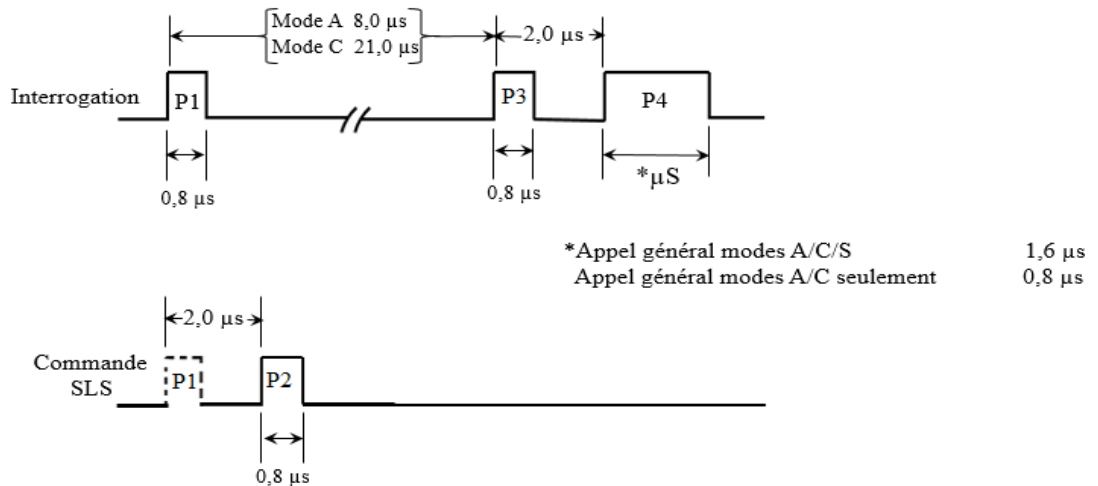 Mode A 8,0 µs
Mode C 21,0 µs
2,0 µs
Interrogation
P1
P3
P4
0,8 µs
0,8 µs
*µS
*Appel général modes A/C/S 1,6 µs
Appel général modes A/C seulement 0,8 µs
2,0 µs
Commande
SLS
P1
P2
0,8 µs